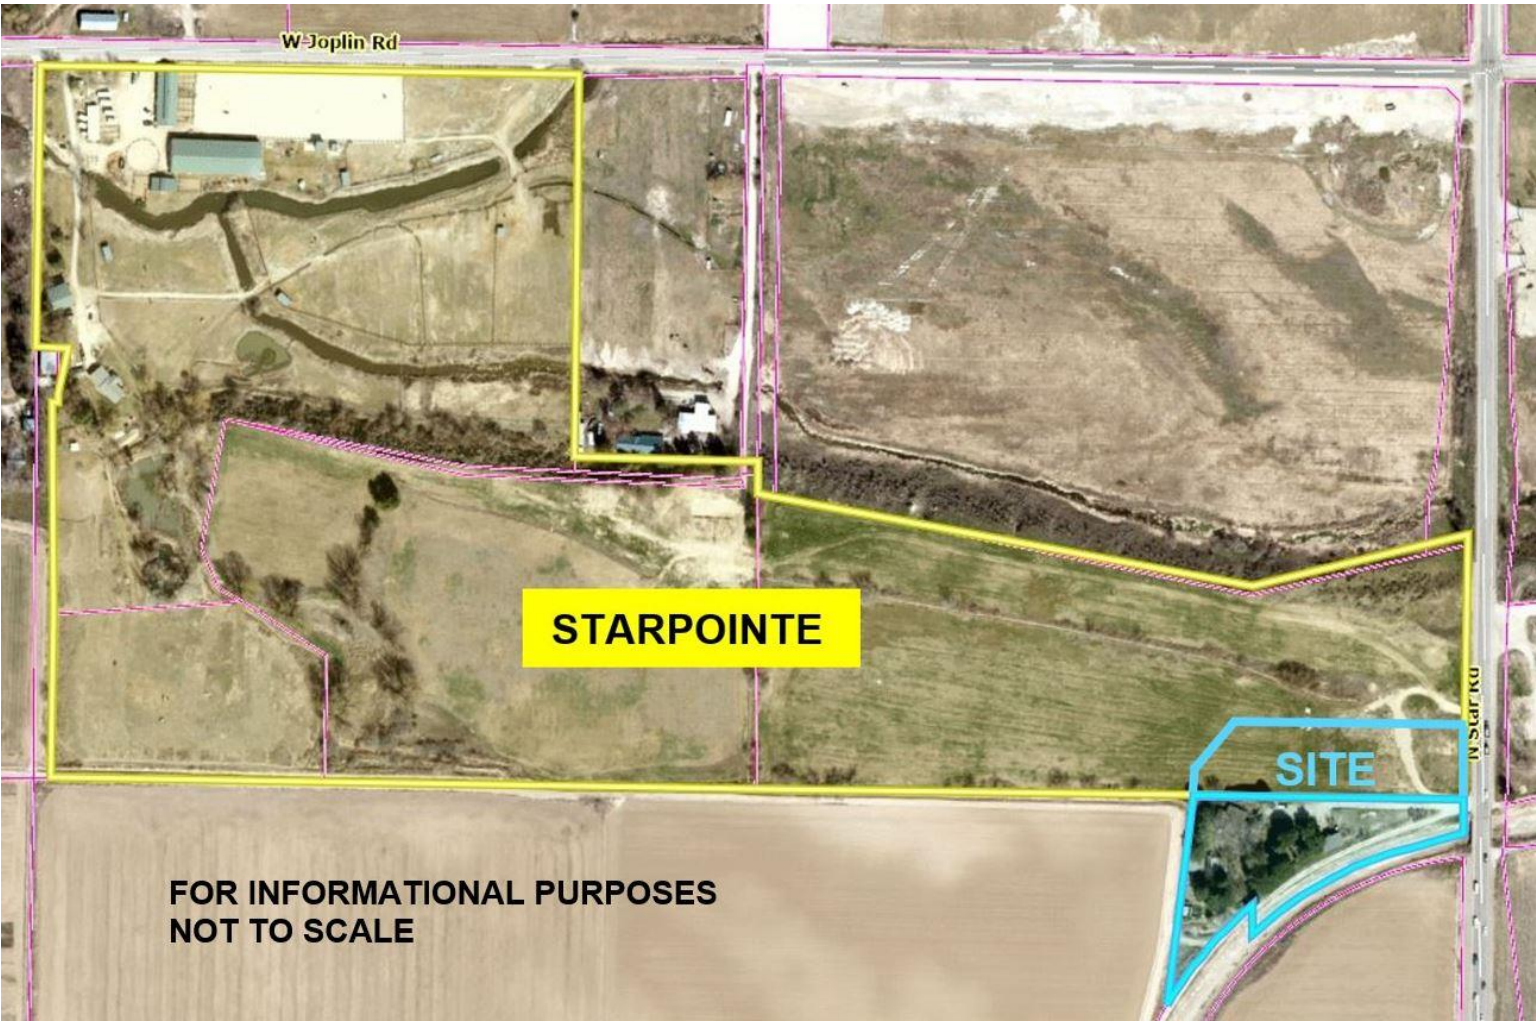 W Joplin Rd
STARPOINTE
N Star Rd
SITE
FOR INFORMATIONAL PURPOSES
NOT TO SCALE